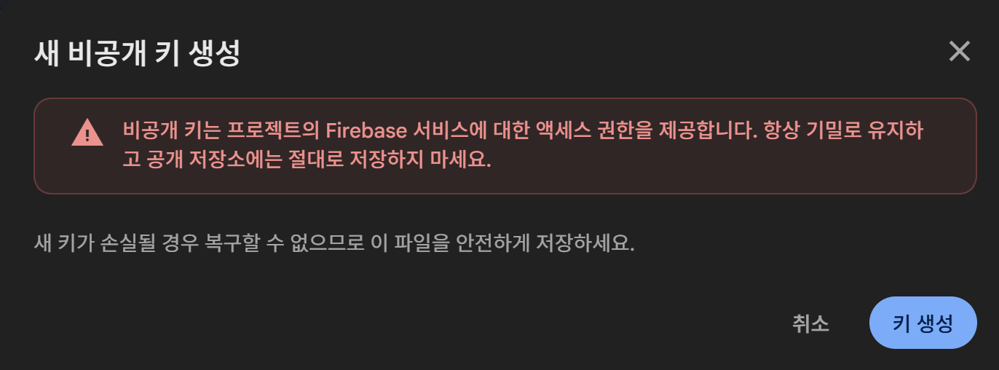 새 비공개 키 생성
비공개 키는 프로젝트의 Firebase 서비스에 대한 액세스 권한을 제공합니다. 항상 기밀로 유지하
고 공개 저장소에는 절대로 저장하지 마세요.
새 키가 손실될 경우 복구할 수 없으므로 이 파일을 안전하게 저장하세요.
취소
키 생성